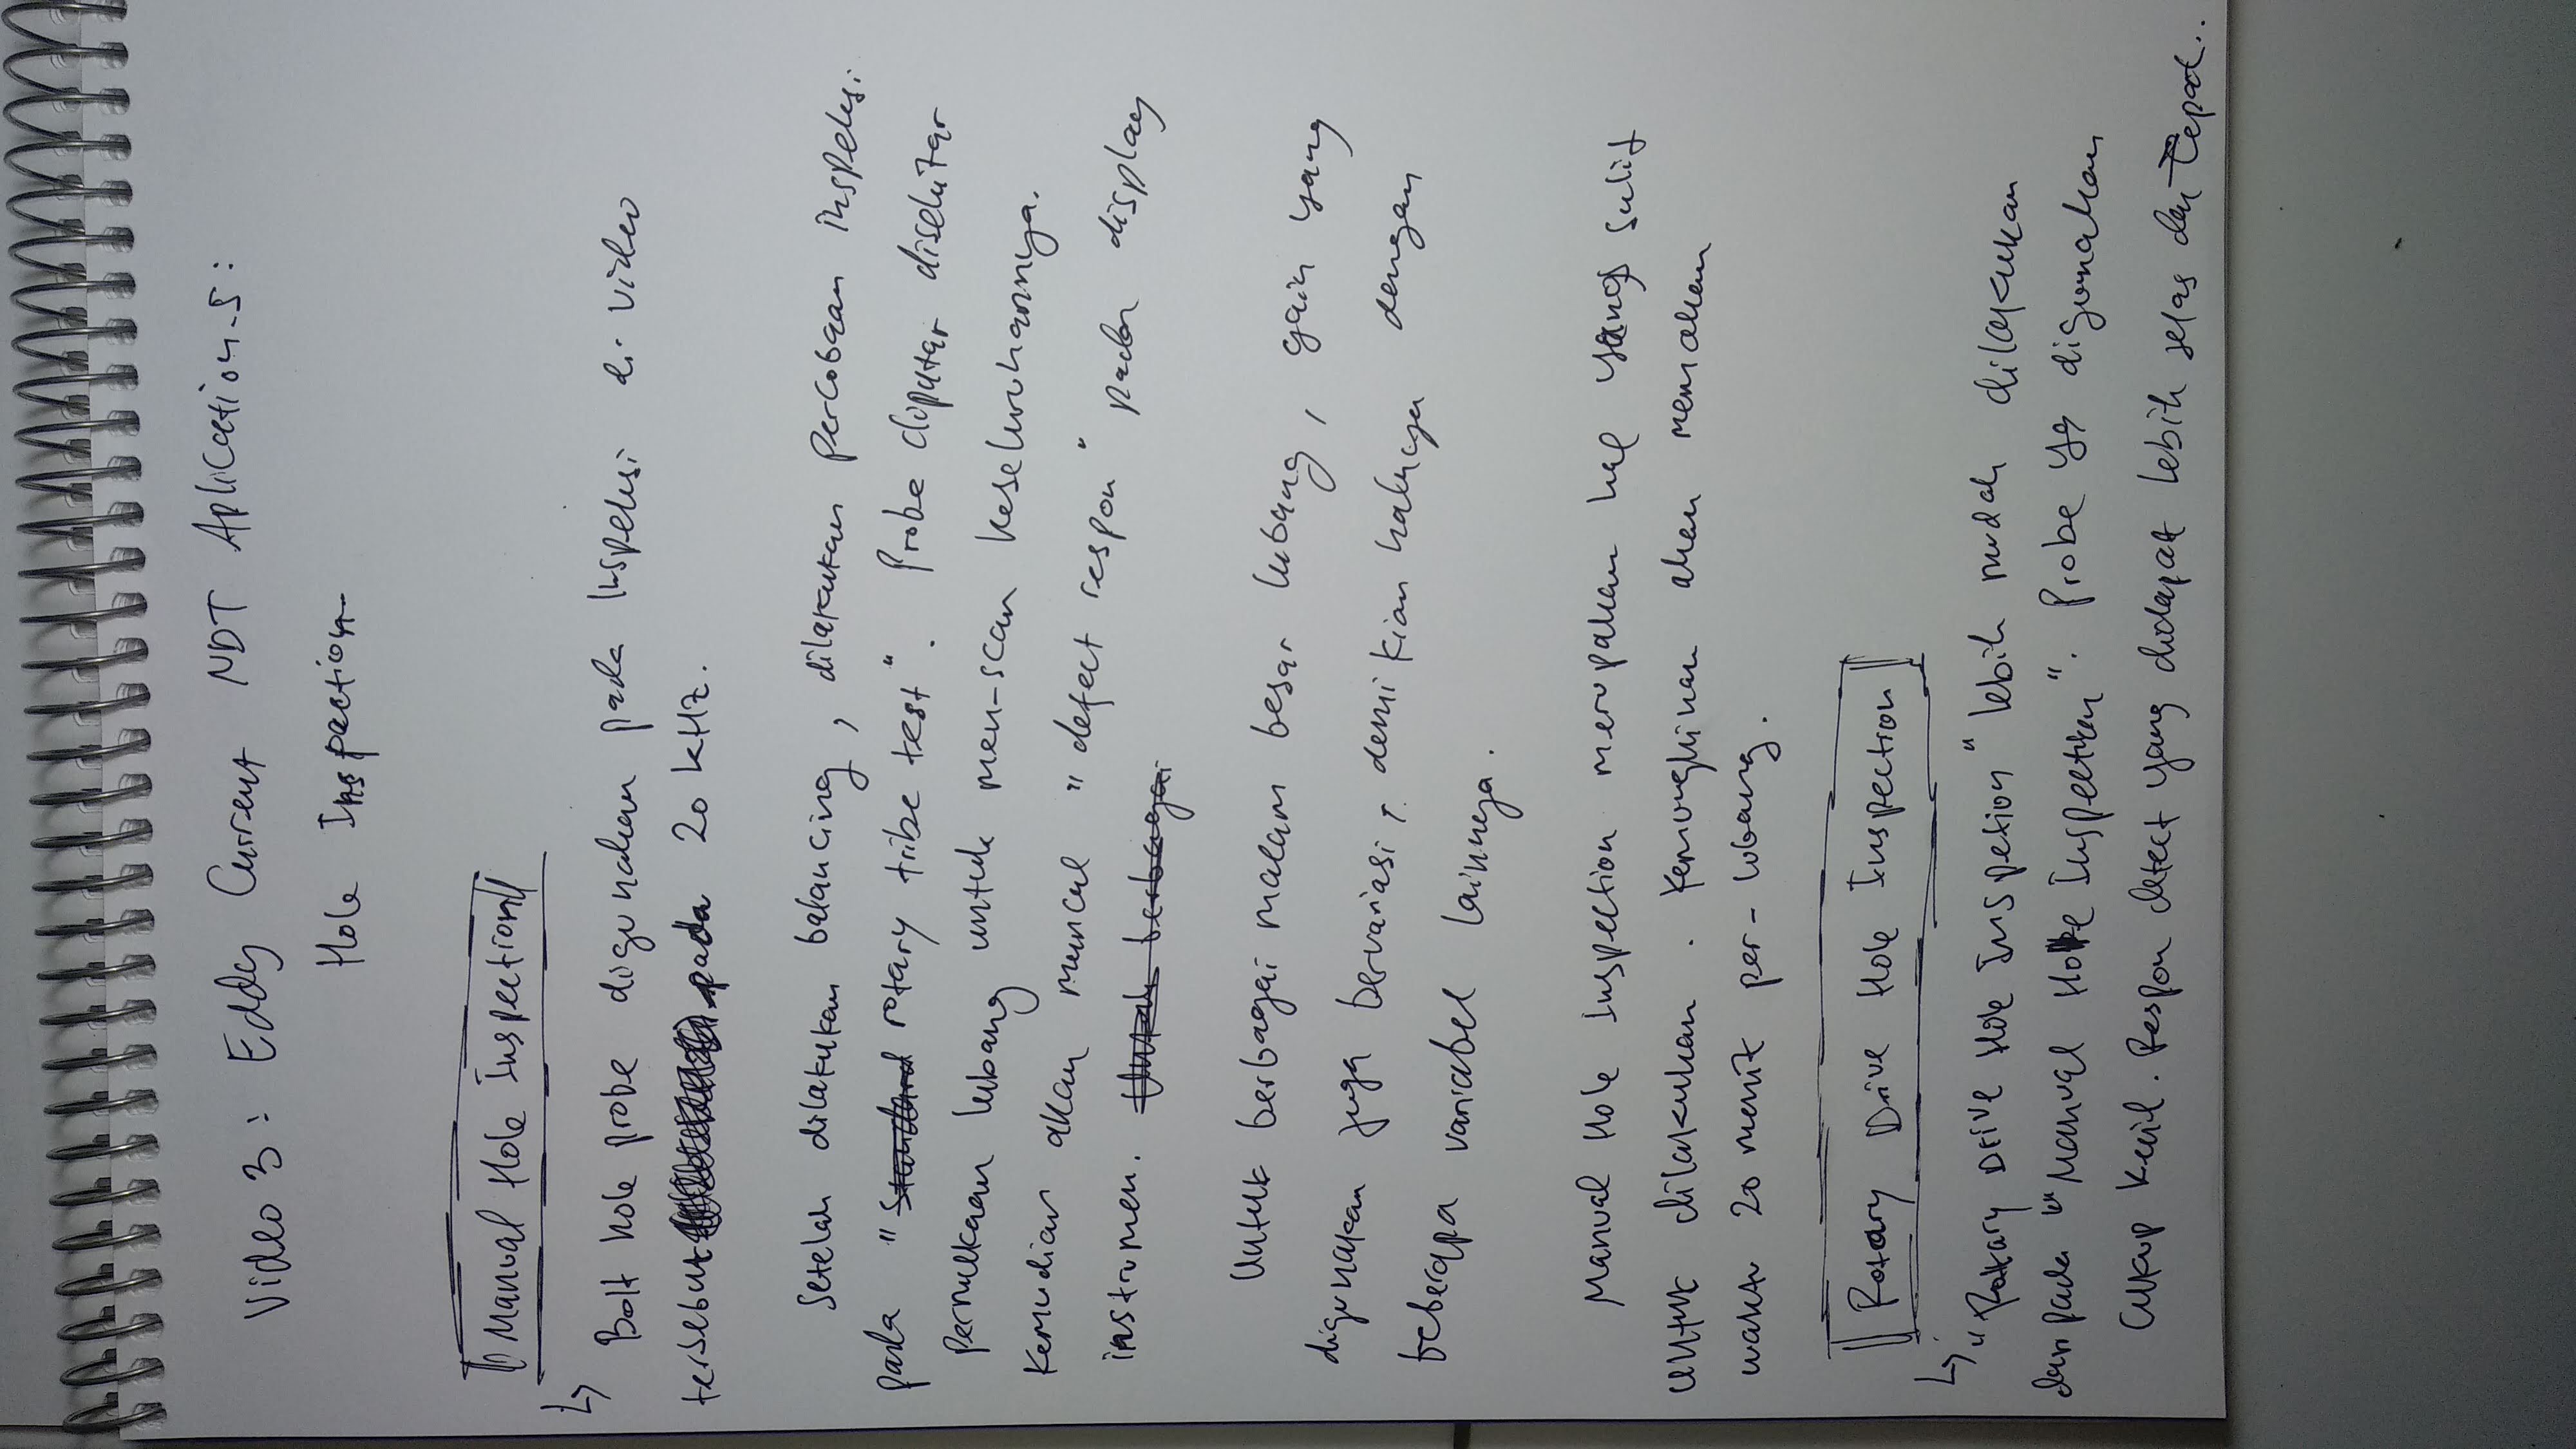 Video 3 : Eddy Current NDT Aplication-5 :
Hole Inspection
Manual Hole Inspection
↳
Bolt hole probe digunakan pada Inspeksi di video
tersebut pada 20 kHz.
Setelah dilakukan balancing, dilakukan percobaan inspeksi
pada " Standard rotary tribe test ". Probe diputar disekitar
permukaan lubang untuk men-scan keseluruhannya.
Kemudian akan muncul " defect respon " pada display
instrumen. Untuk berbagai
Untuk berbagai macam besar lubang, gain yang
digunakan juga bervariasi, demikian halnya dengan
beberapa variabel lainnya.
Manual Hole Inspection merupakan hal yang sulit
untuk dilakukan. Kemungkinan akan memakan
waktu 20 menit per-lubang.
Rotary Drive Hole Inspection
↳
" Rotary Drive Hole Inspetion " lebih mudah dilakukan
daripada " Manual Hole Inspection ". Probe yg digunakan
cukup kecil. Respon defect yang didapat lebih jelas dan cepat..